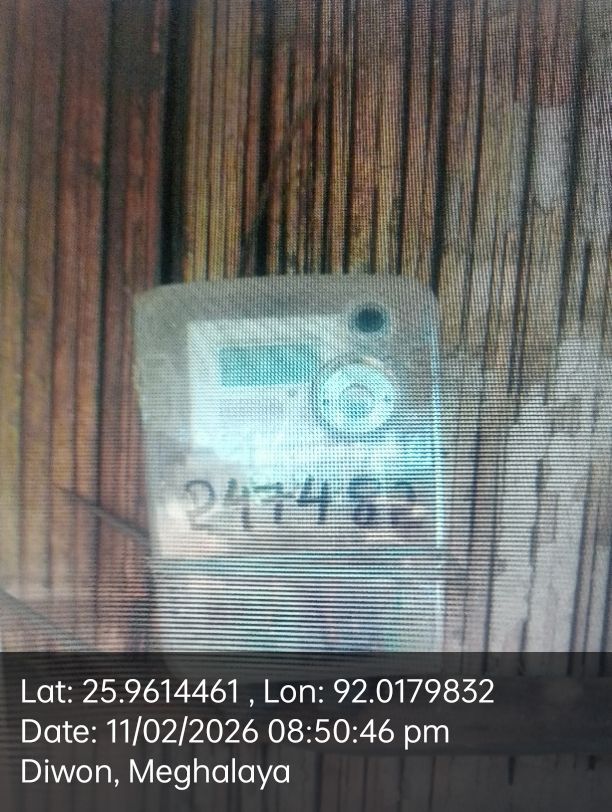 247482
Lat: 25.9614461 , Lon: 92.0179832
Date: 11/02/2026 08:50:46 pm
Diwon, Meghalaya